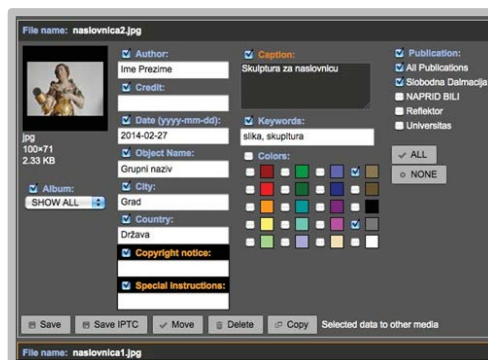 File name: naslovnica2.jpg
jpg
100×71
2.33 KB
Album:
SHOW ALL
Author:
Ime Prezime
Credit:
Date (yyyy-mm-dd):
2014-02-27
Object Name:
Grupni naziv
City:
Grad
Country:
Država
Copyright notice:
Special instructions:
Caption:
Skulptura za naslovnicu
Keywords:
slika, skupltura
Colors:
Publication:
All Publications
Slobodna Dalmacija
NAPRID BILI
Reflektor
Universitas
ALL
NONE
Save
Save IPTC
Move
Delete
Copy
Selected data to other media
File name: naslovnica1.jpg